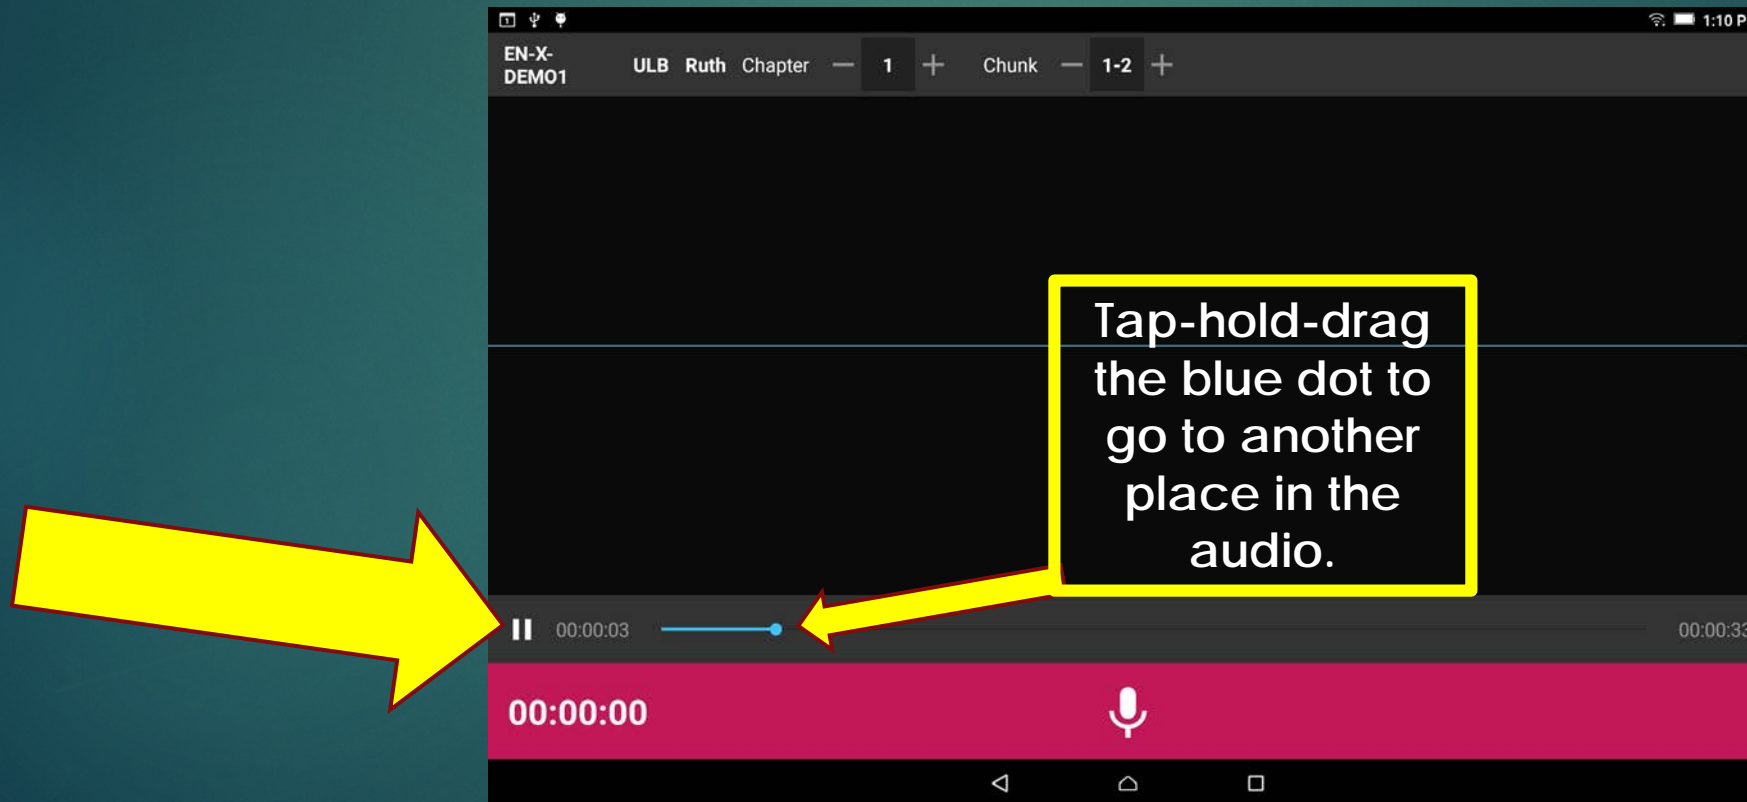 1:10 P
EN-X-
DEMO1
ULB Ruth Chapter — 1 + Chunk — 1-2 +
Tap-hold-drag
the blue dot to
go to another
place in the
audio.
00:00:03
00:00:33
00:00:00